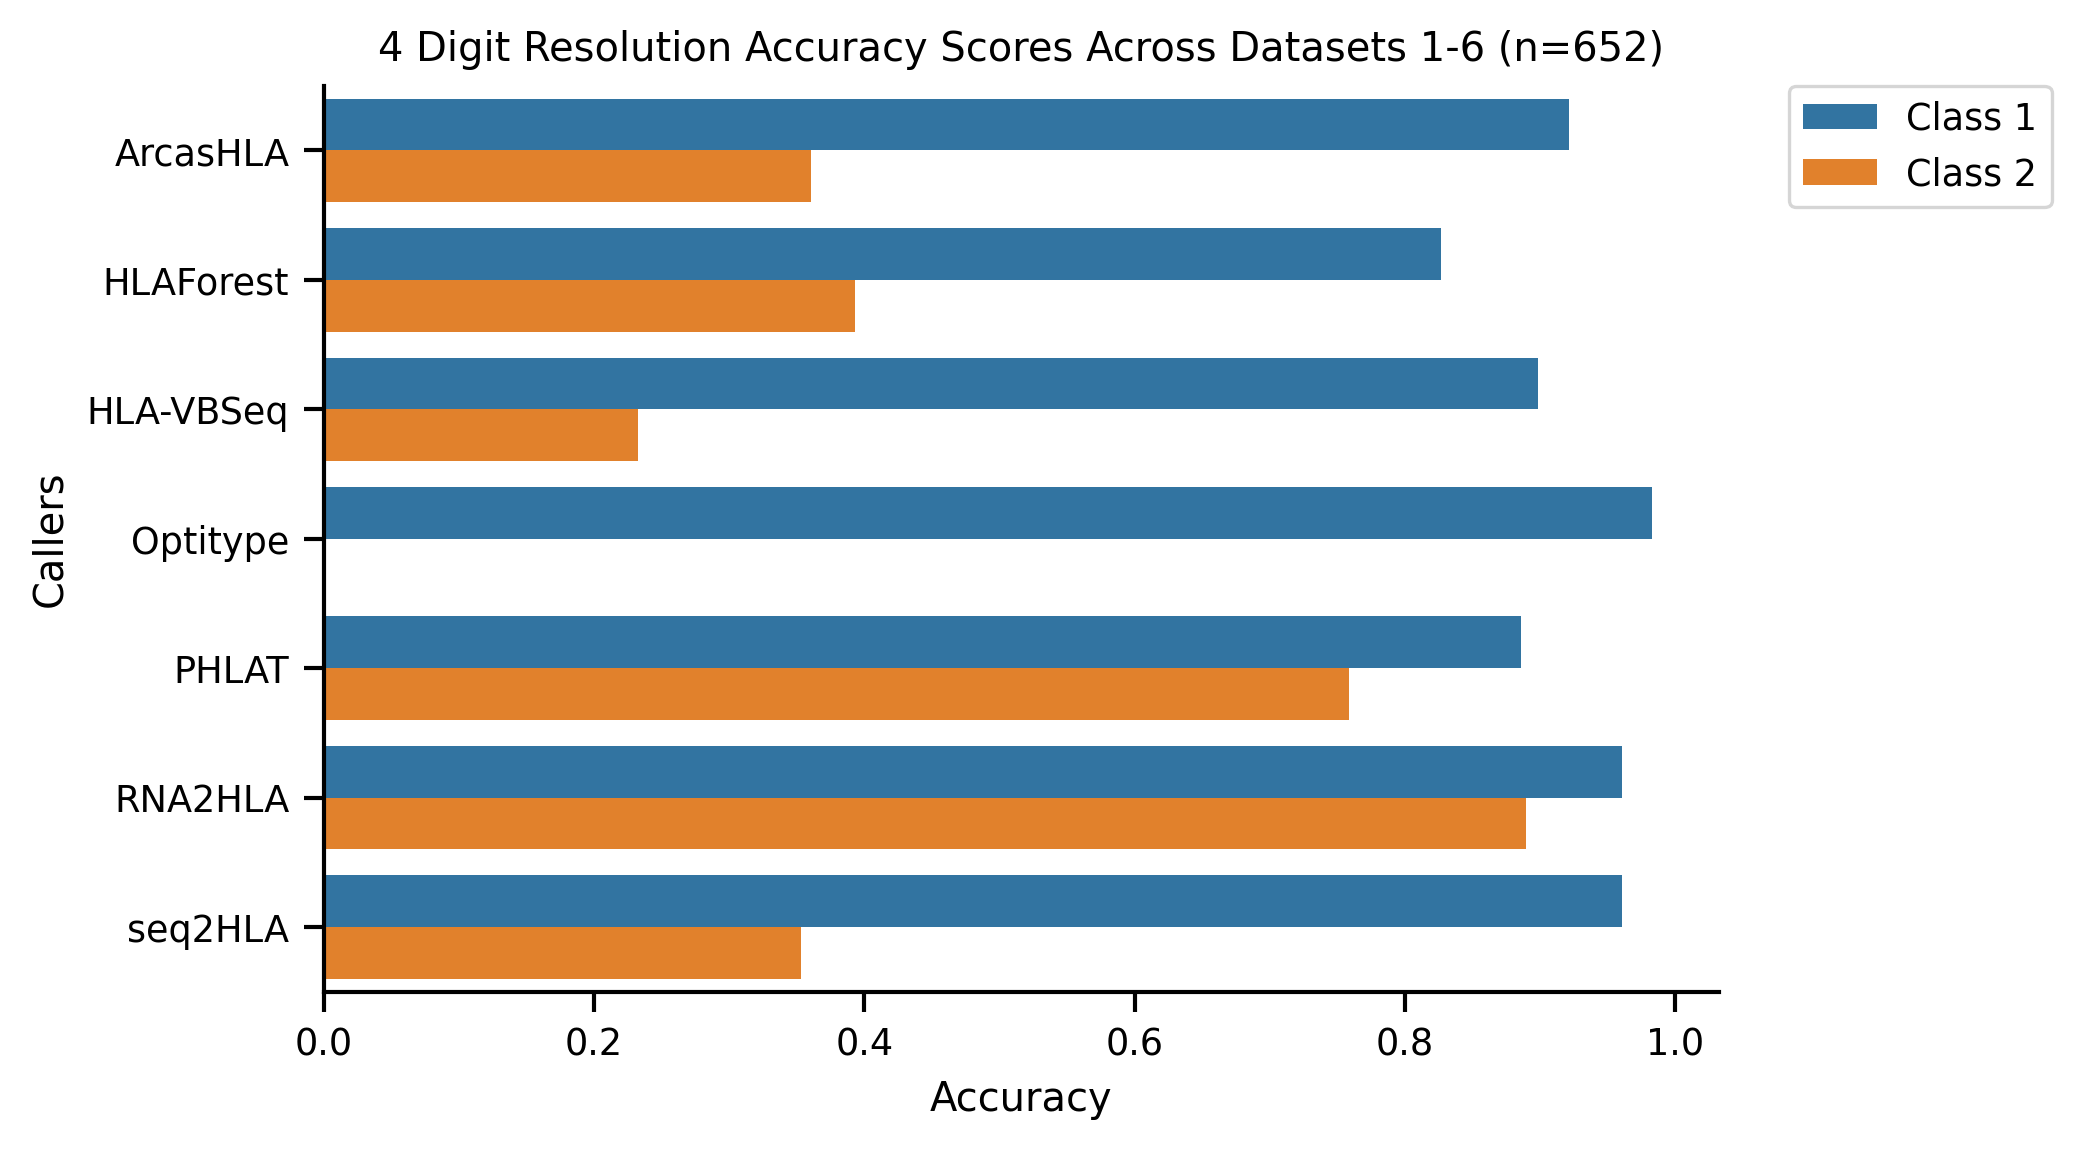 4 Digit Resolution Accuracy Scores Across Datasets 1-6 (n=652)
Class 1
Class 2
Callers
ArcasHLA
HLAForest
HLA-VBSeq
Optitype
PHLAT
RNA2HLA
seq2HLA
0.0 0.2 0.4 0.6 0.8 1.0
Accuracy